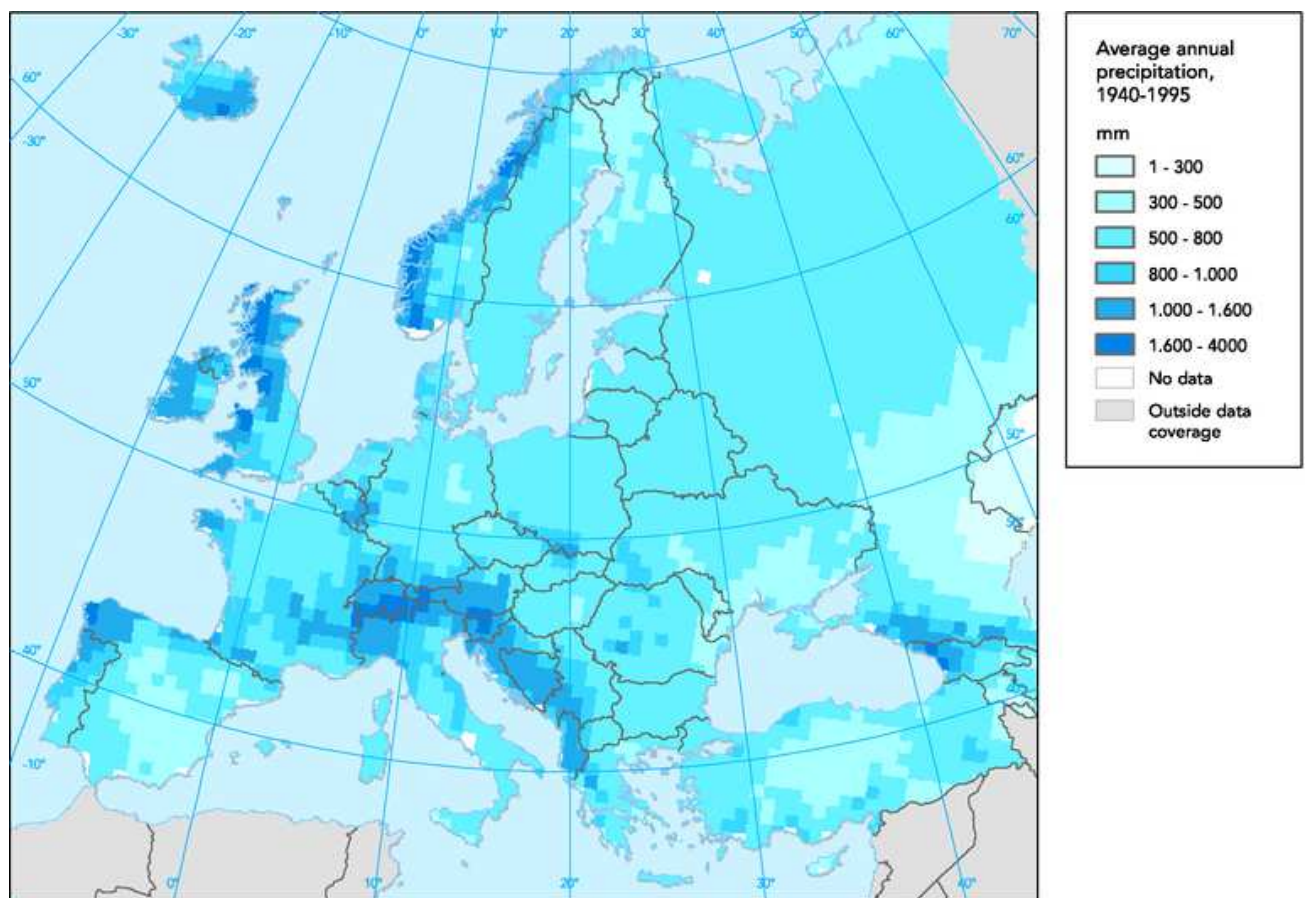 -30° -20° -10° 0° 10° 20° 30° 40° 50° 60° 70°
60°
-30°
50°
40°
-10°
60°
60°
50°
50°
40°
0° 10° 20° 30° 40°
Average annual
precipitation,
1940-1995
mm
1 - 300
300 - 500
500 - 800
800 - 1.000
1.000 - 1.600
1.600 - 4000
No data
Outside data
coverage